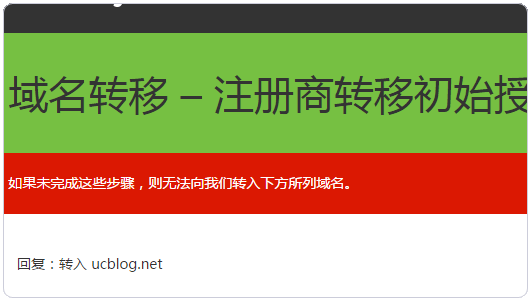 域名转移 – 注册商转移初始授
如果未完成这些步骤，则无法向我们转入下方所列域名。
回复：转入 ucblog.net